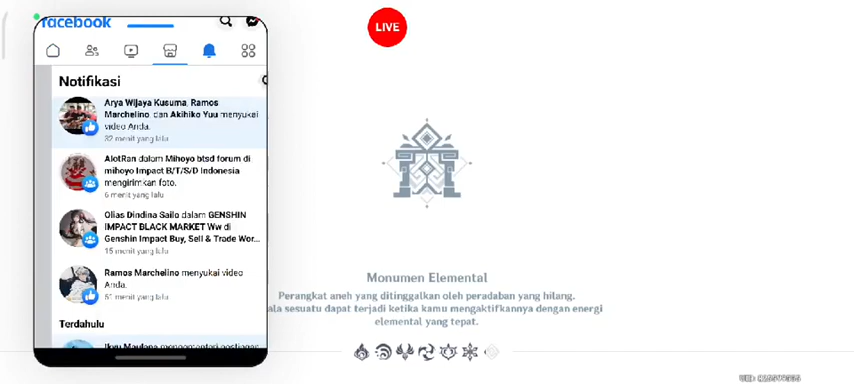 facebook
LIVE
Notifikasi
Arya Wijaya Kusuma, Ramos
Marchelino, dan Akihiko Yuu menyukai
video Anda.
32 menit yang lalu
AlotRan dalam Mihoyo btsd forum di
mihoyo Impact B/T/S/D Indonesia
mengirimkan foto.
6 menit yang lalu
Olias Dindina Sailo dalam GENSHIN
IMPACT BLACK MARKET Ww di
Genshin Impact Buy, Sell & Trade Wor...
15 menit yang lalu
Ramos Marchelino menyukai video
Anda.
51 menit yang lalu
Terdahulu
Monumen Elemental
Perangkat aneh yang ditinggalkan oleh peradaban yang hilang.
ala sesuatu dapat terjadi ketika kamu mengaktifkannya dengan energi
elemental yang tepat.